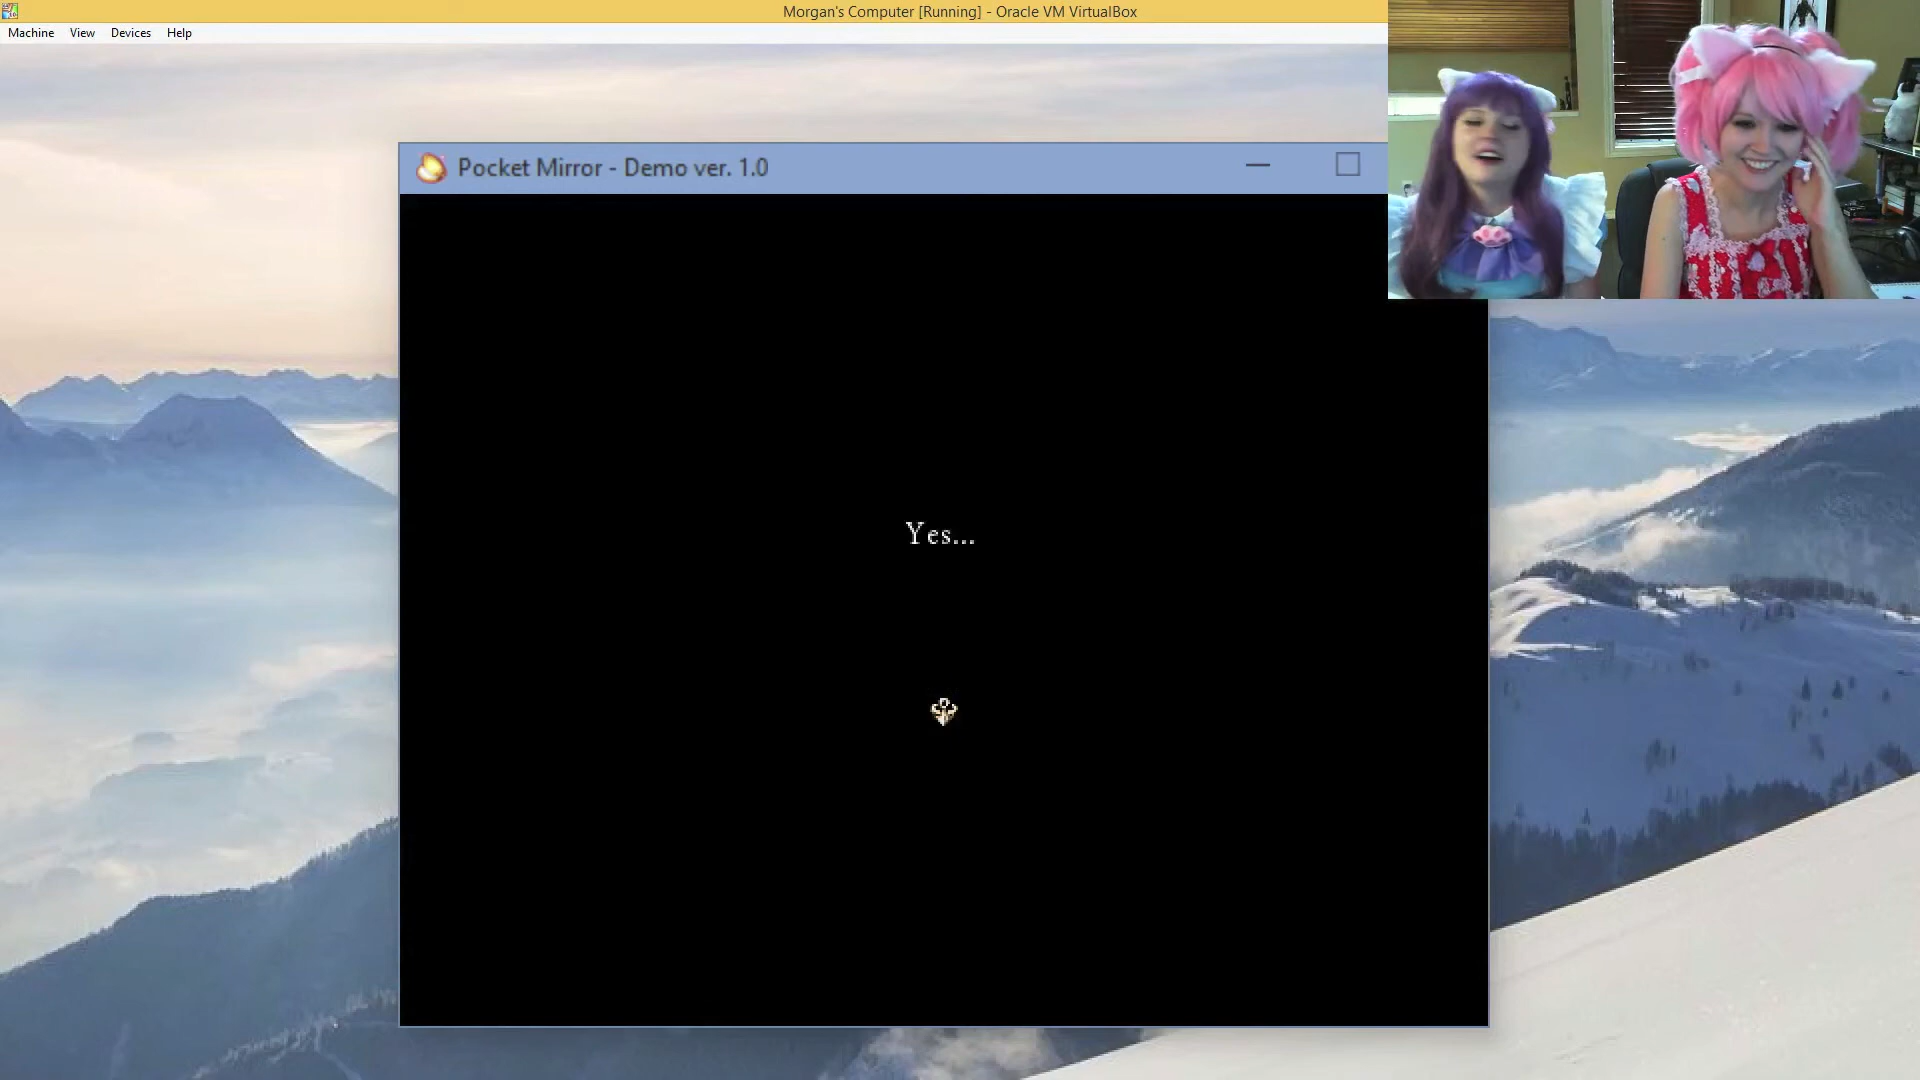 Morgan's Computer [Running] - Oracle VM VirtualBox
Machine View Devices Help
Pocket Mirror - Demo ver. 1.0
Yes...